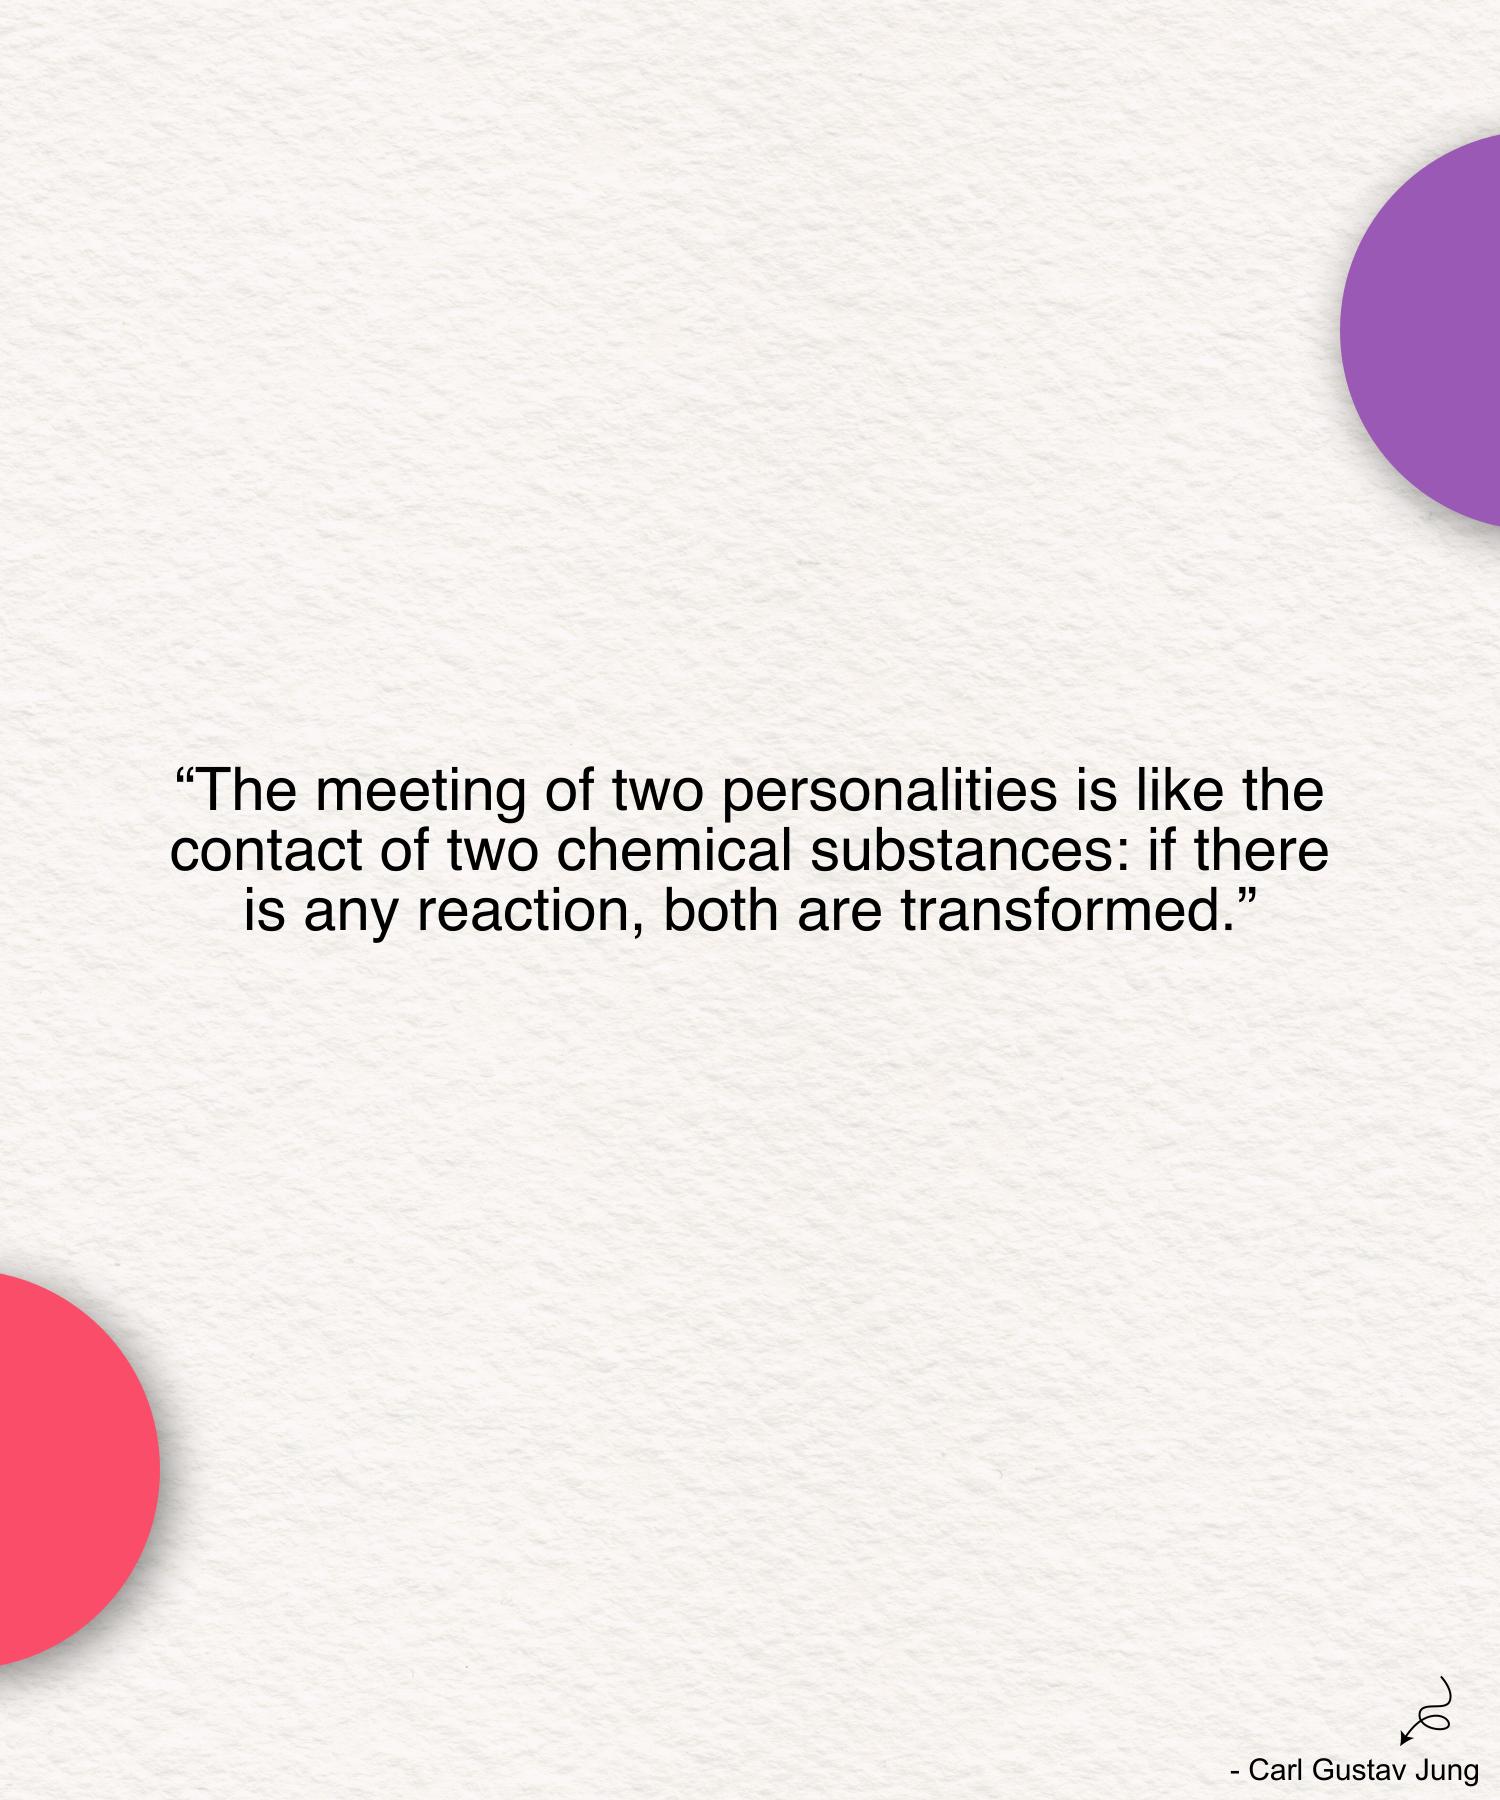 “The meeting of two personalities is like the
contact of two chemical substances: if there
is any reaction, both are transformed.”
- Carl Gustav Jung